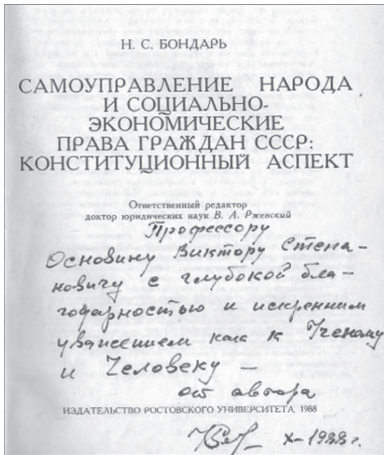 Н. С. БОНДАРЬ
САМОУПРАВЛЕНИЕ НАРОДА
И СОЦИАЛЬНО-
ЭКОНОМИЧЕСКИЕ
ПРАВА ГРАЖДАН СССР:
КОНСТИТУЦИОННЫЙ АСПЕКТ
Ответственный редактор
доктор юридических наук В. А. Ржевский
Профессору
Основину Виктору Степа-
новичу с глубокой бла-
годарностью и искренним
уважением как к Ученому
и Человеку –
от автора
ИЗДАТЕЛЬСТВО РОСТОВСКОГО УНИВЕРСИТЕТА, 1988
X-1988г.